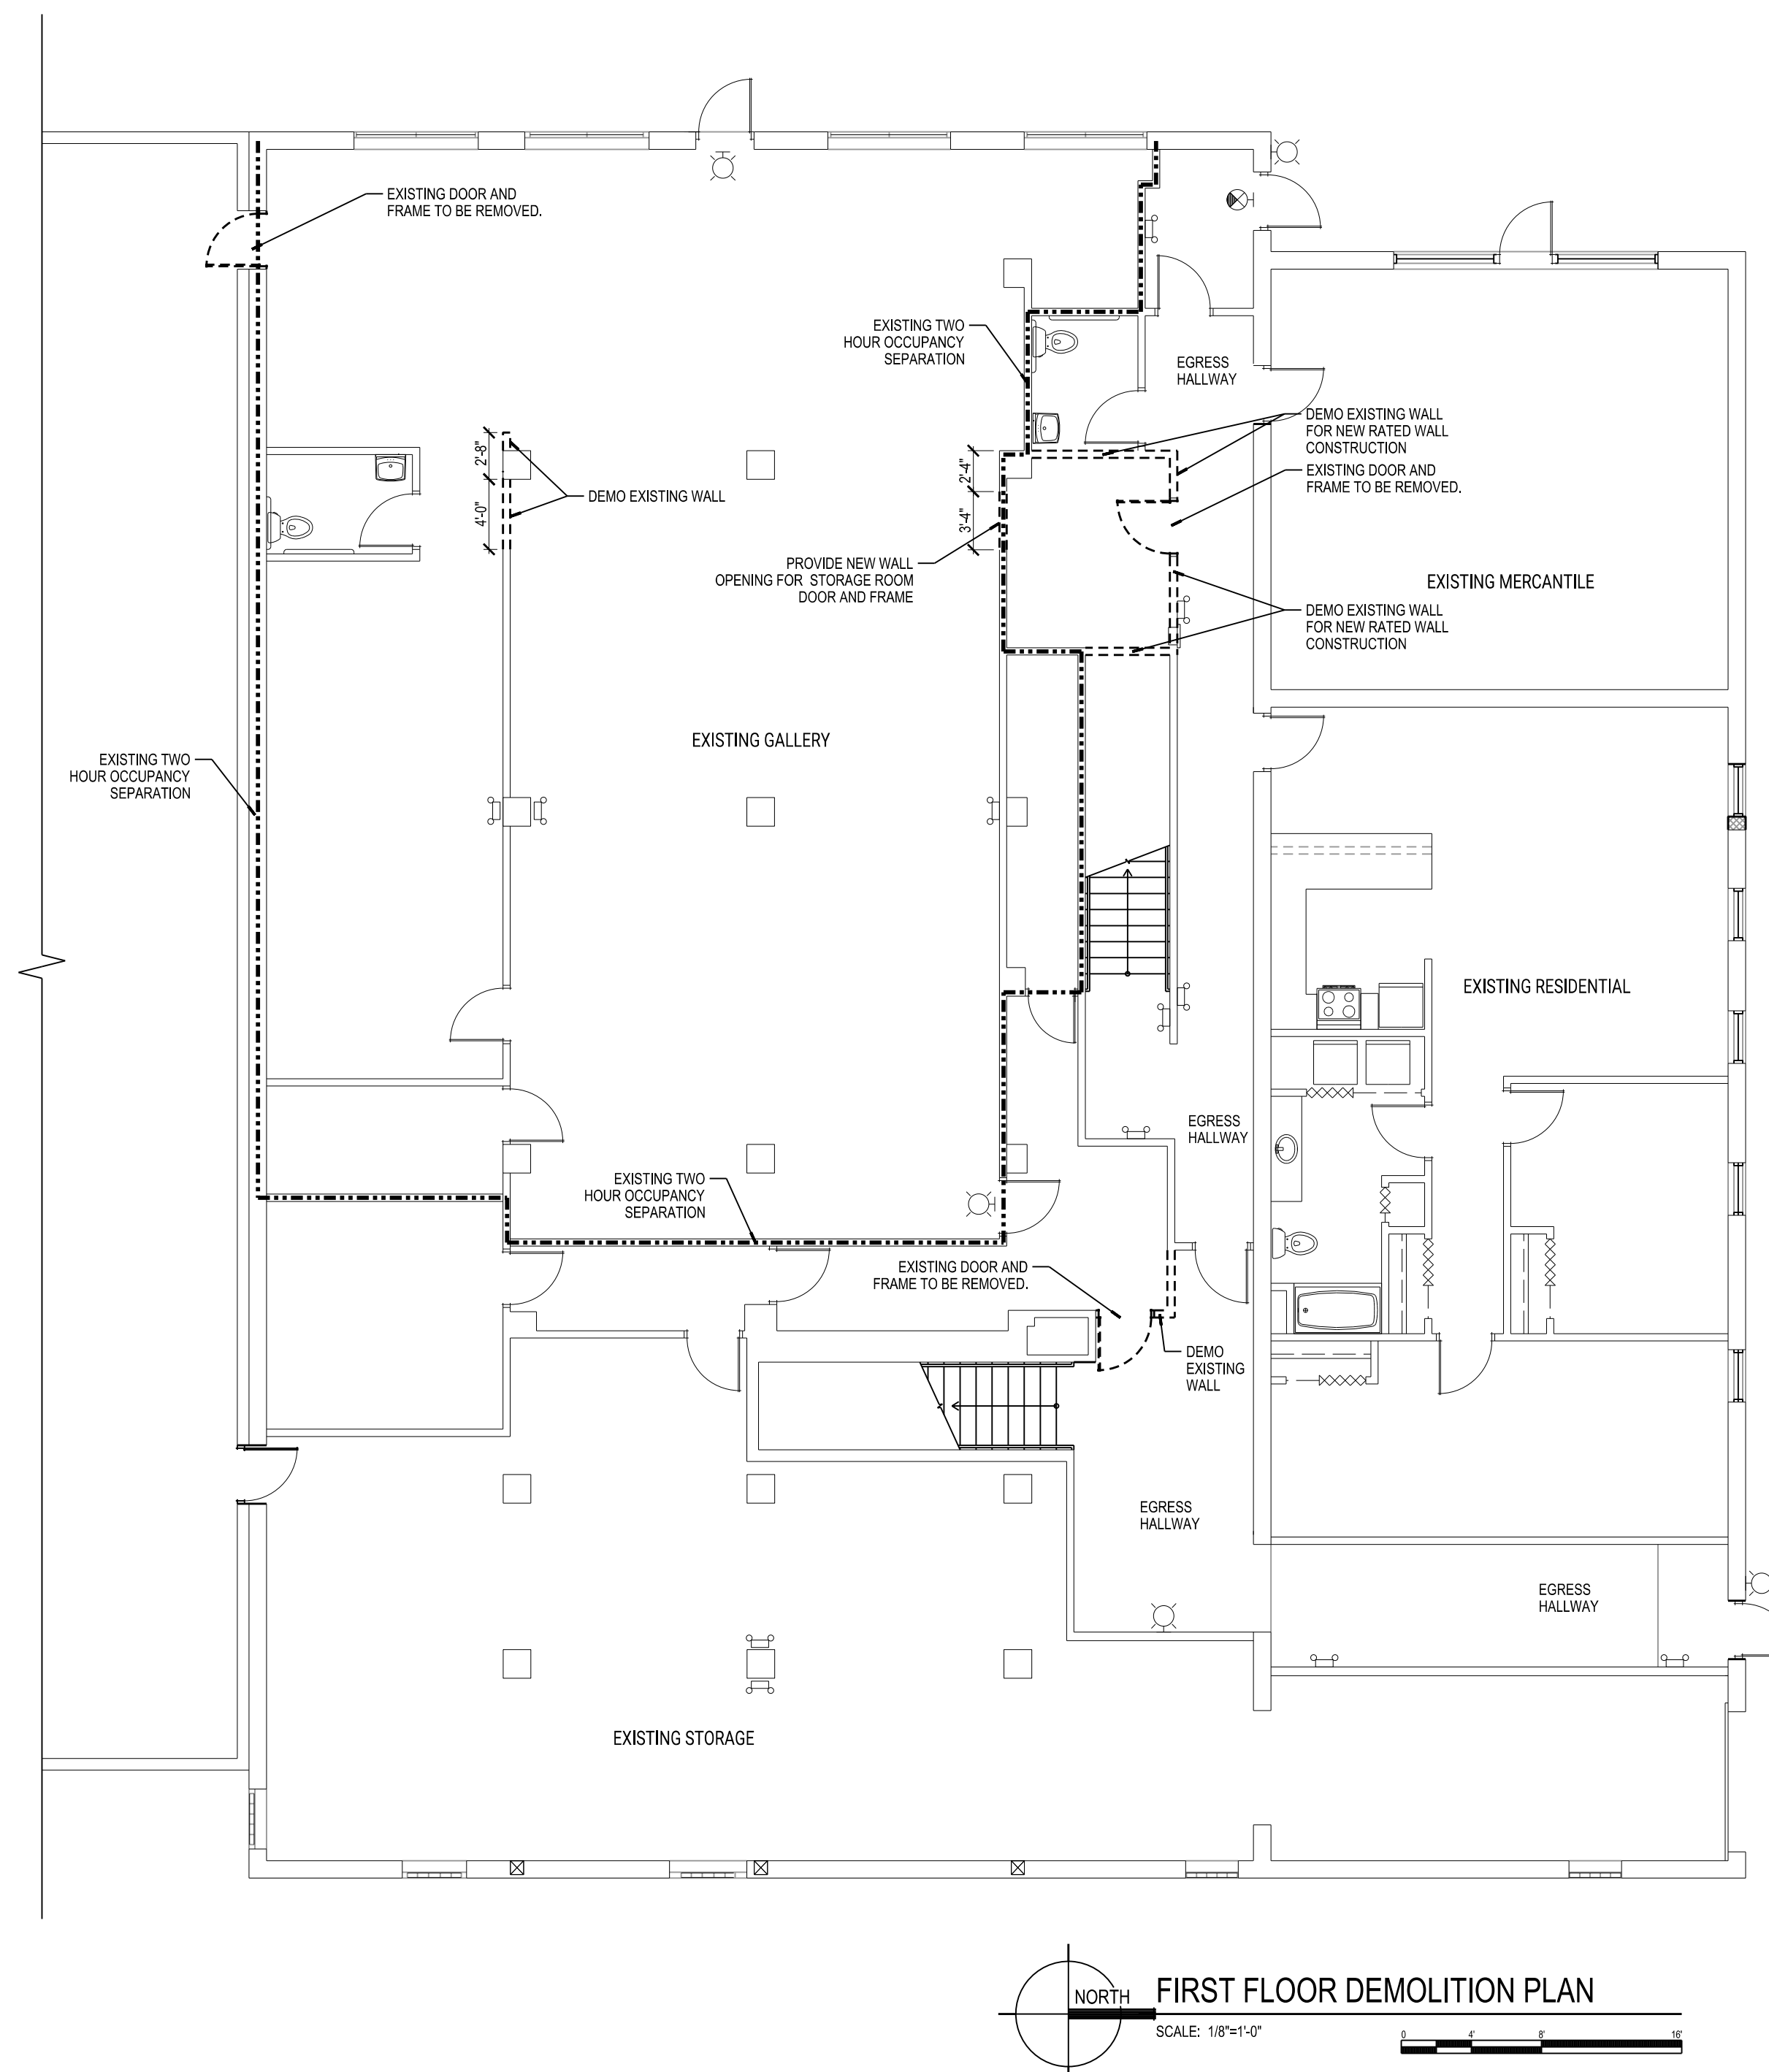 EXISTING DOOR AND
FRAME TO BE REMOVED.
EXISTING TWO
HOUR OCCUPANCY
SEPARATION
EGRESS
HALLWAY
DEMO EXISTING WALL
FOR NEW RATED WALL
CONSTRUCTION
EXISTING DOOR AND
FRAME TO BE REMOVED.
2'-8"
4'-0"
DEMO EXISTING WALL
2'-4"
3'-4"
PROVIDE NEW WALL
OPENING FOR STORAGE ROOM
DOOR AND FRAME
EXISTING MERCANTILE
DEMO EXISTING WALL
FOR NEW RATED WALL
CONSTRUCTION
EXISTING GALLERY
EXISTING TWO
HOUR OCCUPANCY
SEPARATION
EXISTING RESIDENTIAL
EGRESS
HALLWAY
EXISTING TWO
HOUR OCCUPANCY
SEPARATION
EXISTING DOOR AND
FRAME TO BE REMOVED.
DEMO
EXISTING
WALL
EGRESS
HALLWAY
EGRESS
HALLWAY
EXISTING STORAGE
NORTH
FIRST FLOOR DEMOLITION PLAN
SCALE: 1/8"=1'-0"
0 4' 8' 16'